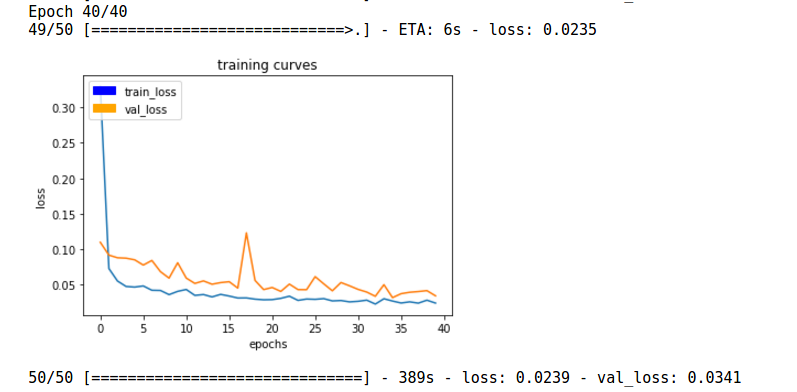 Epoch 40/40
49/50 [============================>.] - ETA: 6s - loss: 0.0235
training curves
train_loss
val_loss
0.30
0.25
0.20
0.15
0.10
0.05
loss
0 5 10 15 20 25 30 35 40
epochs
50/50 [==============================] - 389s - loss: 0.0239 - val_loss: 0.0341